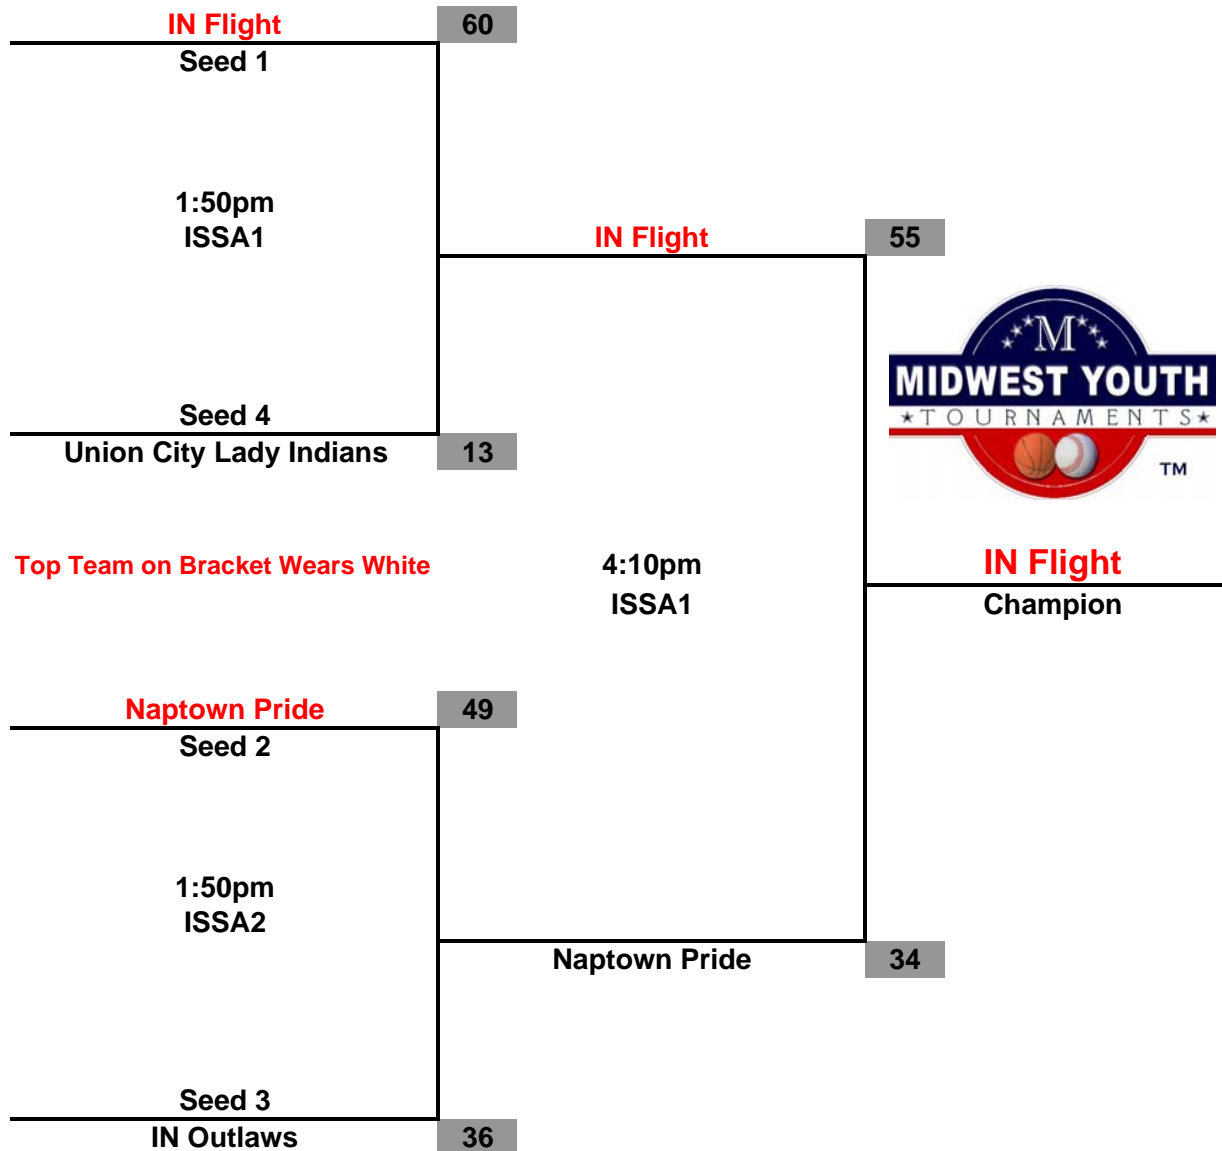 IN Flight 60
Seed 1
1:50pm
ISSA1
IN Flight 55
M
MIDWEST YOUTH
TOURNAMENTS
TM
Seed 4
Union City Lady Indians 13
Top Team on Bracket Wears White
4:10pm
ISSA1
IN Flight
Champion
Naptown Pride 49
Seed 2
1:50pm
ISSA2
Naptown Pride 34
Seed 3
IN Outlaws 36